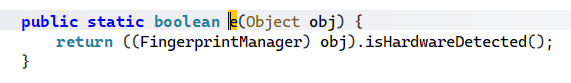 public static boolean e(Object obj) {
    return ((FingerprintManager) obj).isHardwareDetected();
}